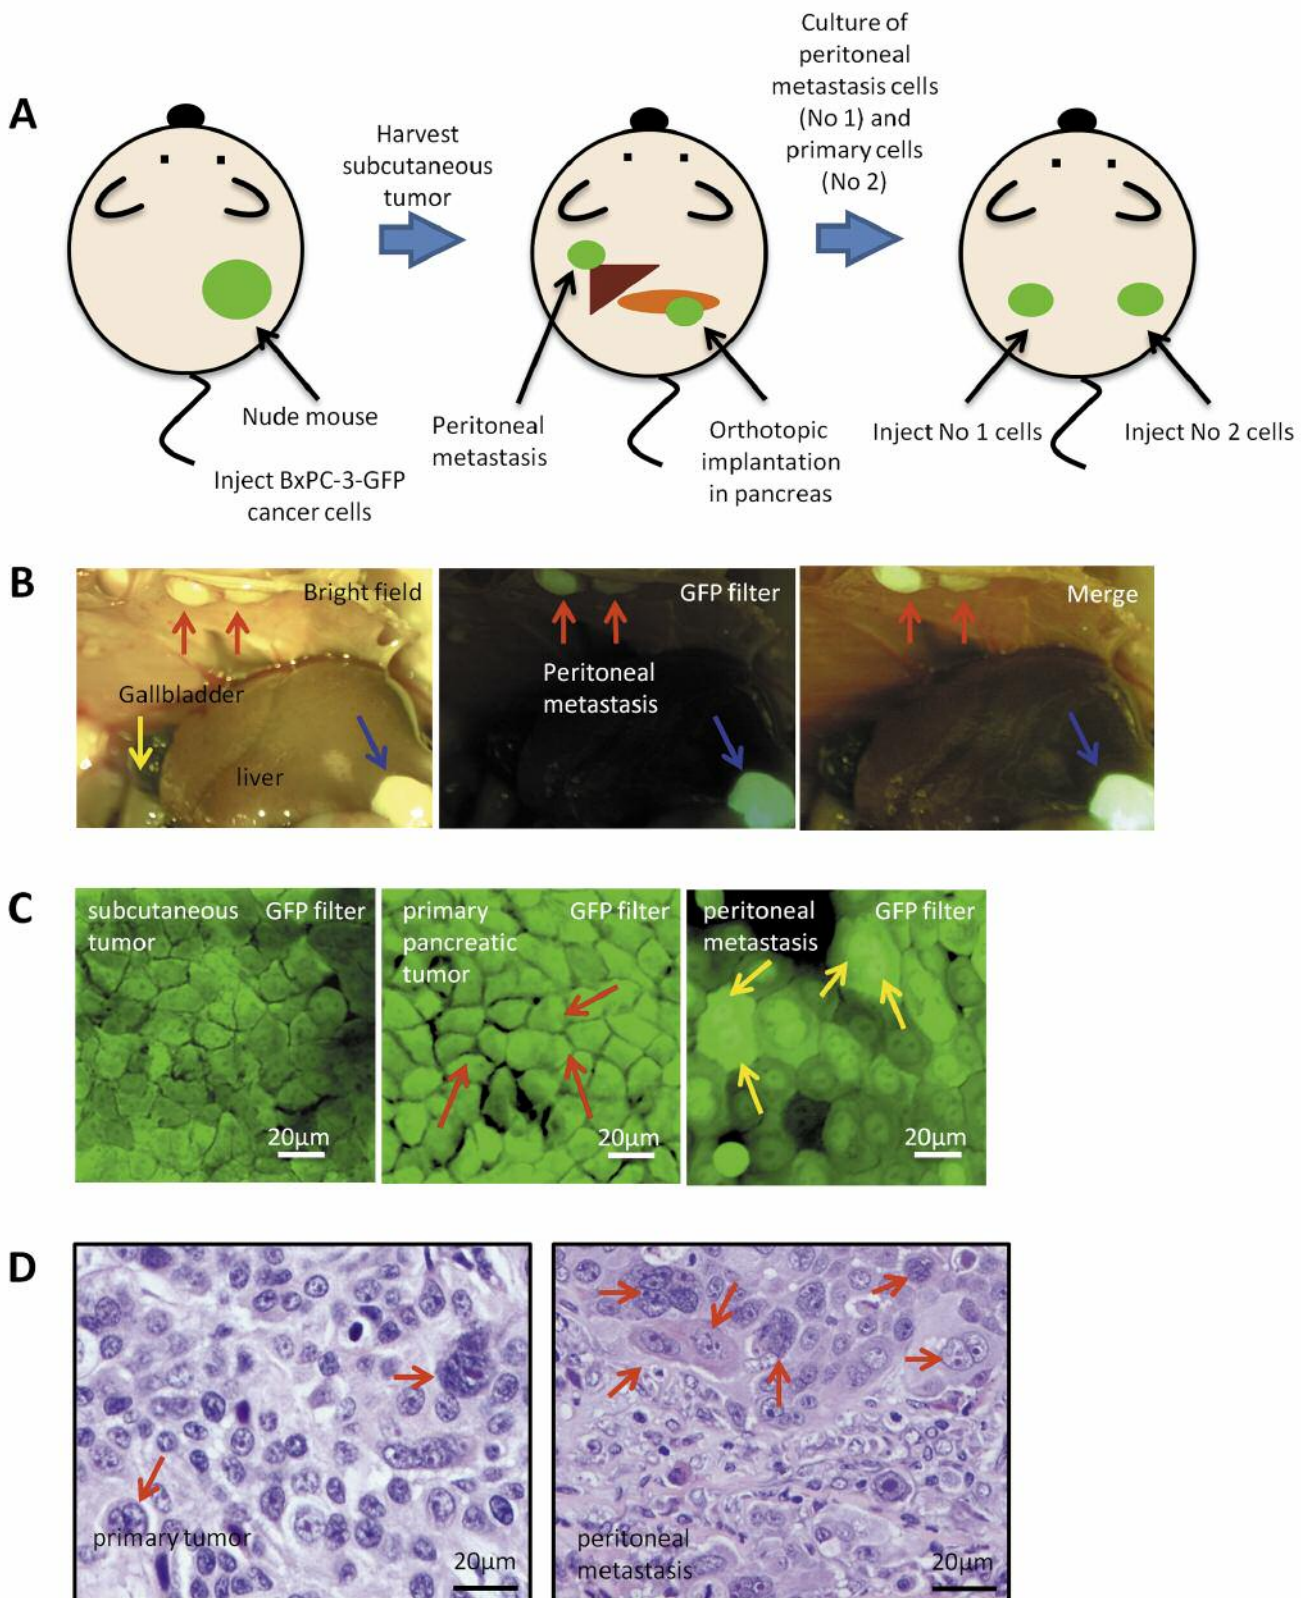 A
Harvest
subcutaneous
tumor
Culture of
peritoneal
metastasis cells
(No 1) and
primary cells
(No 2)
Nude mouse
Inject BxPC-3-GFP
cancer cells
Peritoneal
metastasis
Orthotopic
implantation
in pancreas
Inject No 1 cells
Inject No 2 cells
B
Bright field
Gallbladder
liver
GFP filter
Peritoneal
metastasis
Merge
C
subcutaneous
tumor
GFP filter
20μm
primary
pancreatic
tumor
GFP filter
20μm
peritoneal
metastasis
GFP filter
20μm
D
primary tumor
20μm
peritoneal
metastasis
20μm